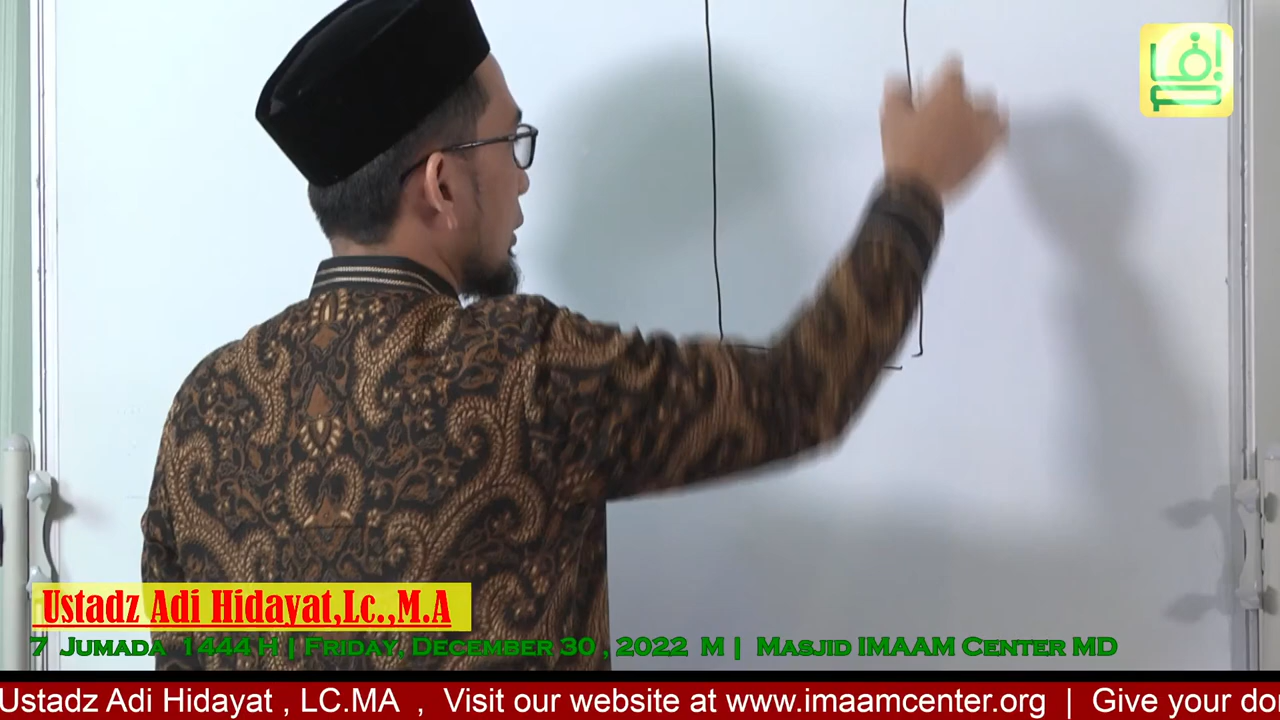 Ustadz Adi Hidayat,Lc.,M.A
7 Jumada 1444 H | Friday, December 30 , 2022 M | Masjid IMAAM Center MD
Ustadz Adi Hidayat , LC.MA , Visit our website at www.imaamcenter.org | Give your do